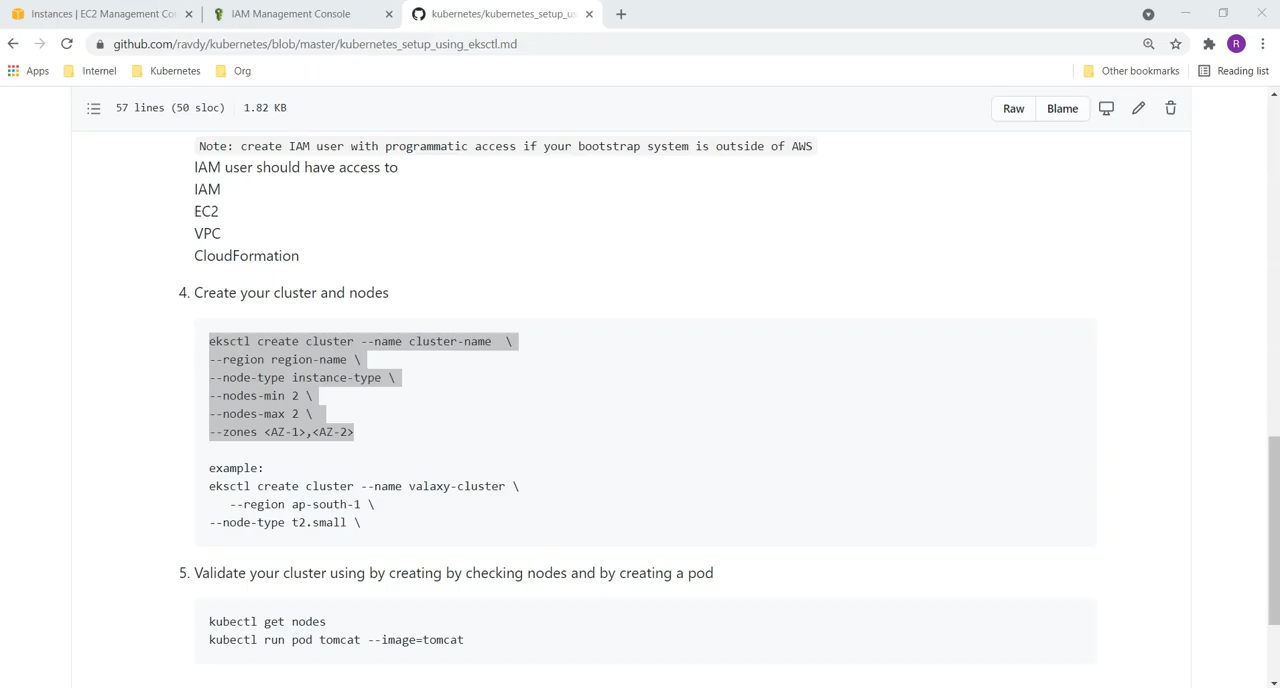 Instances | EC2 Management Co
IAM Management Console
kubernetes/kubernetes_setup_us
github.com/ravdy/kubernetes/blob/master/kubernetes_setup_using_eksctl.md
R
Apps
Internel
Kubernetes
Org
Other bookmarks
Reading list
57 lines (50 sloc)
1.82 KB
Raw
Blame
Note: create IAM user with programmatic access if your bootstrap system is outside of AWS
IAM user should have access to
IAM
EC2
VPC
CloudFormation
4. Create your cluster and nodes
eksctl create cluster --name cluster-name \
--region region-name \
--node-type instance-type \
--nodes-min 2 \
--nodes-max 2 \
--zones <AZ-1>,<AZ-2>
example:
eksctl create cluster --name valaxy-cluster \
--region ap-south-1 \
--node-type t2.small \
5. Validate your cluster using by creating by checking nodes and by creating a pod
kubectl get nodes
kubectl run pod tomcat --image=tomcat